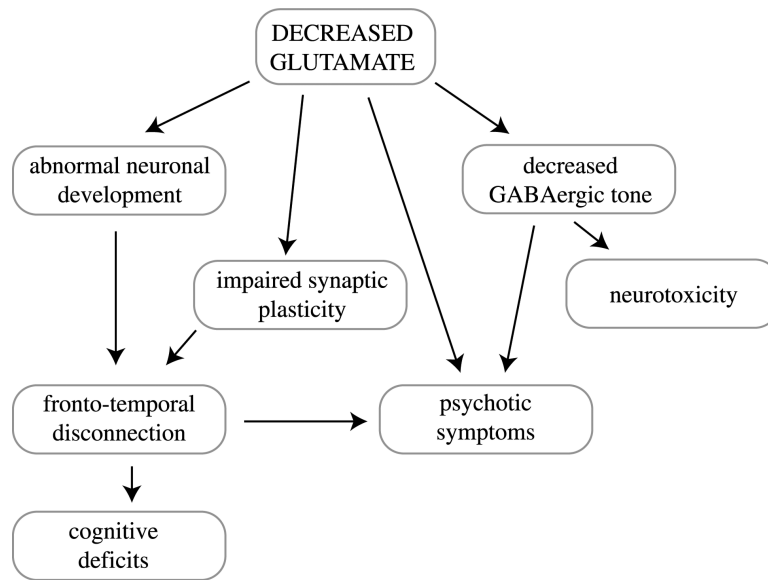 DECREASED
GLUTAMATE
abnormal neuronal
development
decreased
GABAergic tone
impaired synaptic
plasticity
neurotoxicity
fronto-temporal
disconnection
psychotic
symptoms
cognitive
deficits